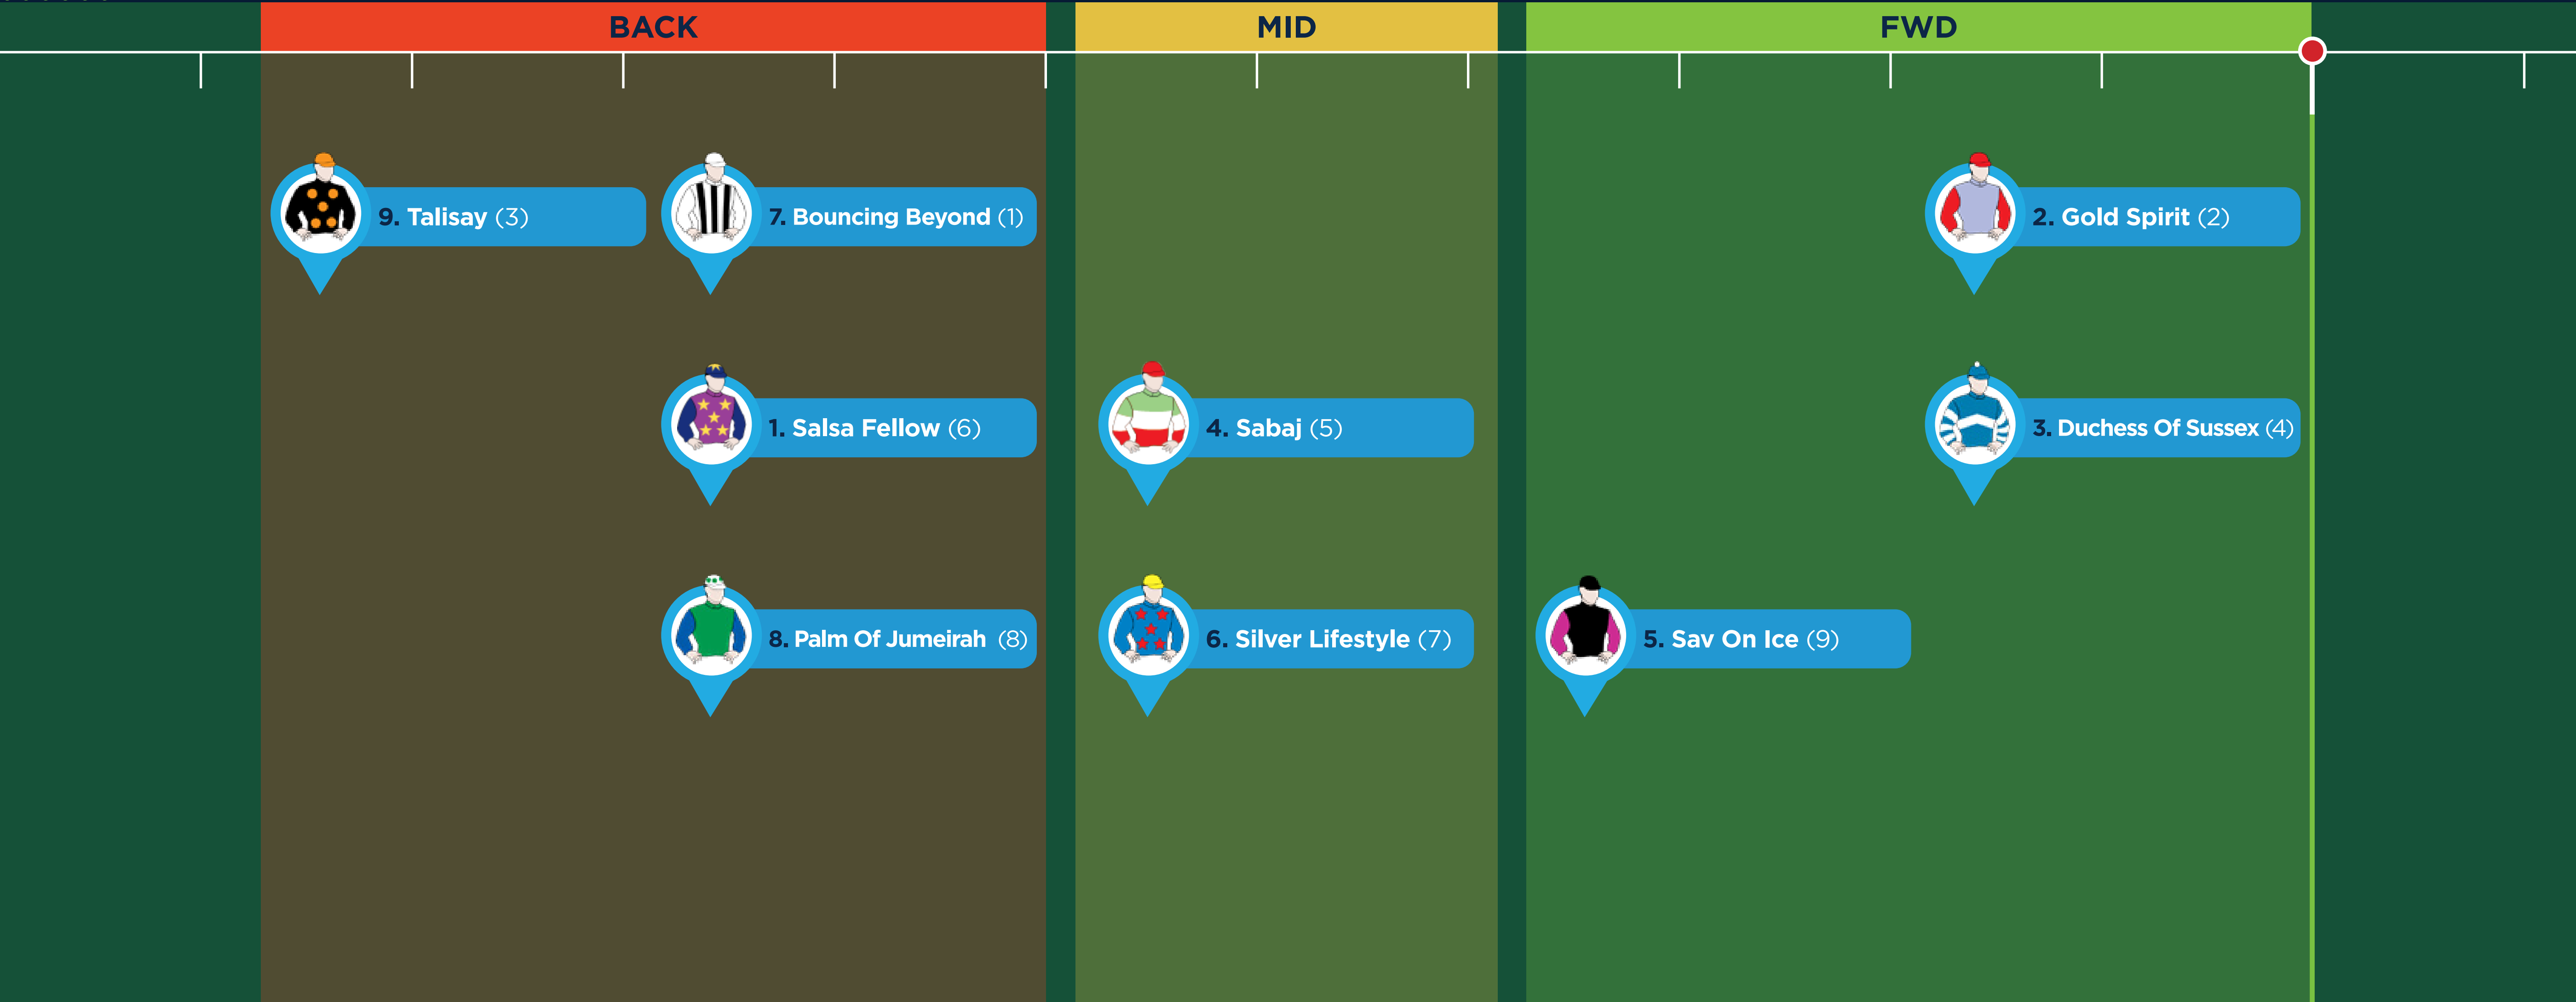 BACK MID FWD
9. Talisay (3) 7. Bouncing Beyond (1) 2. Gold Spirit (2)
1. Salsa Fellow (6) 4. Sabaj (5) 3. Duchess Of Sussex (4)
8. Palm Of Jumeirah (8) 6. Silver Lifestyle (7) 5. Sav On Ice (9)